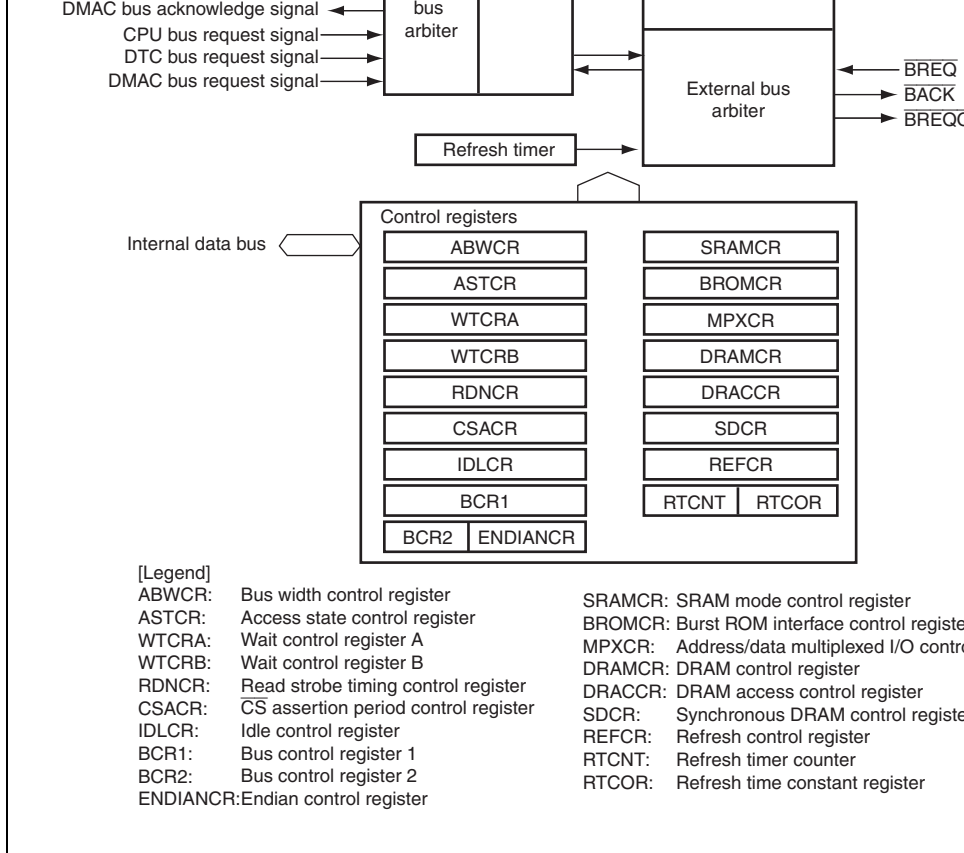 DMAC bus acknowledge signal
CPU bus request signal
DTC bus request signal
DMAC bus request signal
bus
arbiter
External bus
arbiter
BREQ
BACK
Refresh timer
Control registers
Internal data bus
ABWCR
ASTCR
WTCRA
WTCRB
RDNCR
CSACR
IDLCR
BCR1
BCR2 ENDIANCR
SRAMCR
BROMCR
MPXCR
DRAMCR
DRACCR
SDCR
REFCR
RTCNT RTCOR
[Legend]
ABWCR: Bus width control register
ASTCR: Access state control register
WTCRA: Wait control register A
WTCRB: Wait control register B
RDNCR: Read strobe timing control register
CSACR: CS assertion period control register
IDLCR: Idle control register
BCR1: Bus control register 1
BCR2: Bus control register 2
ENDIANCR:Endian control register
SRAMCR: SRAM mode control register
BROMCR: Burst ROM interface control
MPXCR: Address/data multiplexed I/O
DRAMCR: DRAM control register
DRACCR: DRAM access control register
SDCR: Synchronous DRAM control
REFCR: Refresh control register
RTCNT: Refresh timer counter
RTCOR: Refresh time constant register